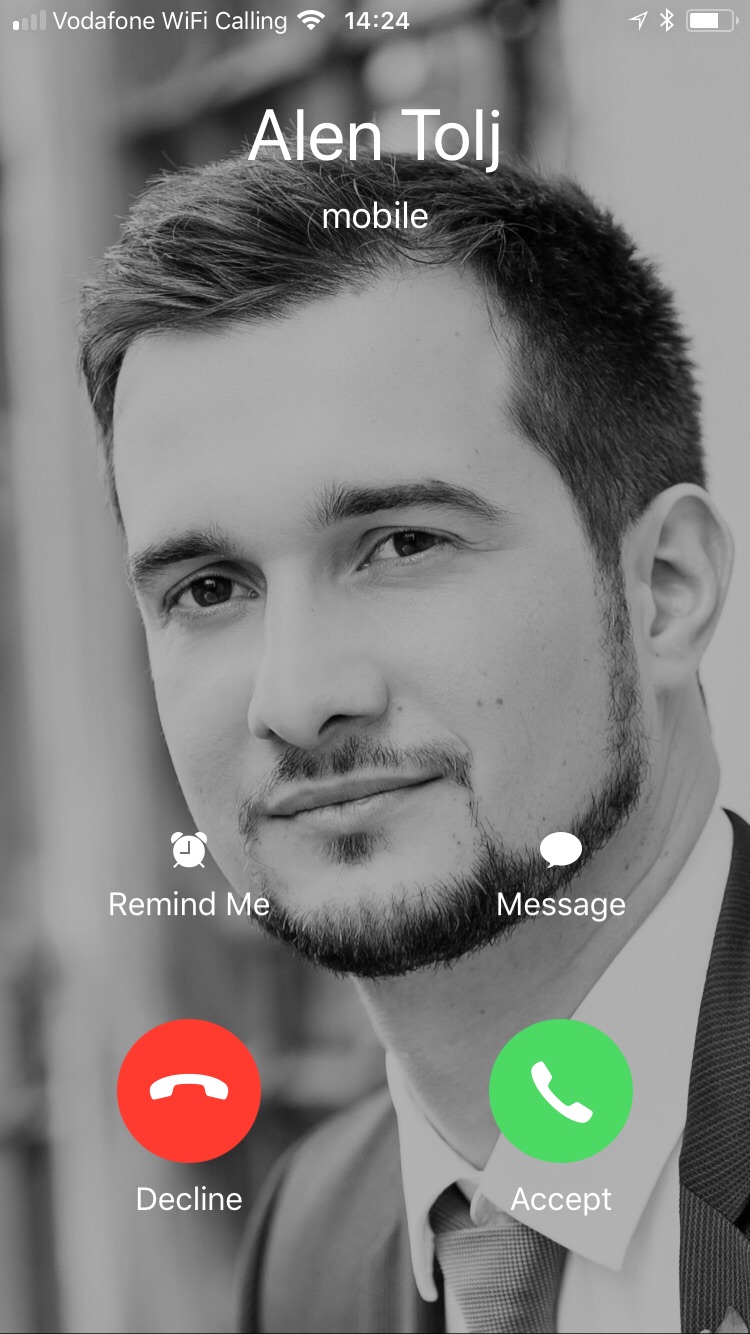 Vodafone WiFi Calling 14:24
Alen Tolj
mobile
Remind Me Message
Decline Accept